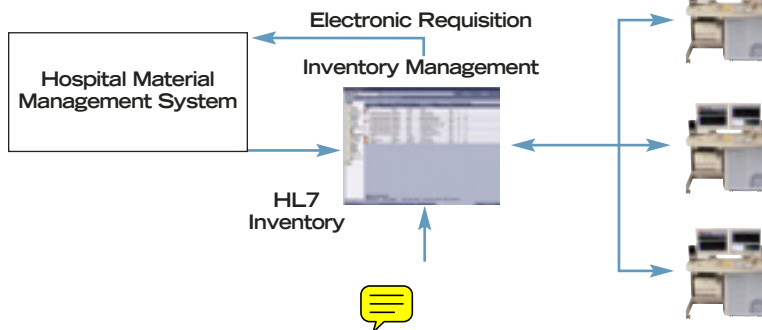 Electronic Requisition
Inventory Management
Hospital Material
Management System
HL7
Inventory